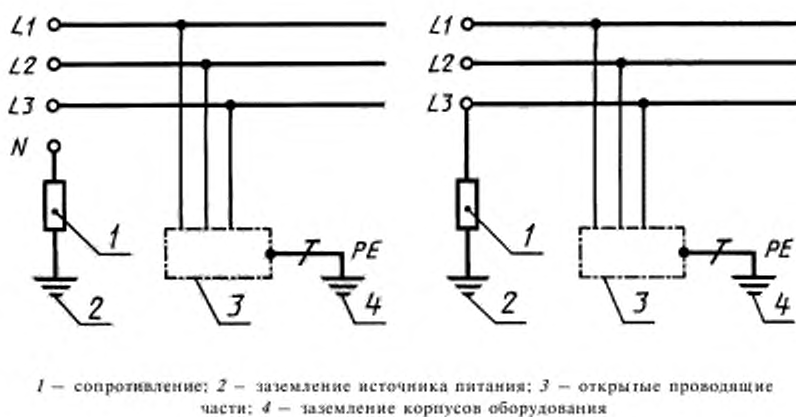 L1
L2
L3
N
1
2
3
PE
4
L1
L2
L3
1
2
3
PE
4
1 — сопротивление; 2 — заземление источника питания; 3 — открытые проводящие
части; 4 — заземление корпусов оборудования